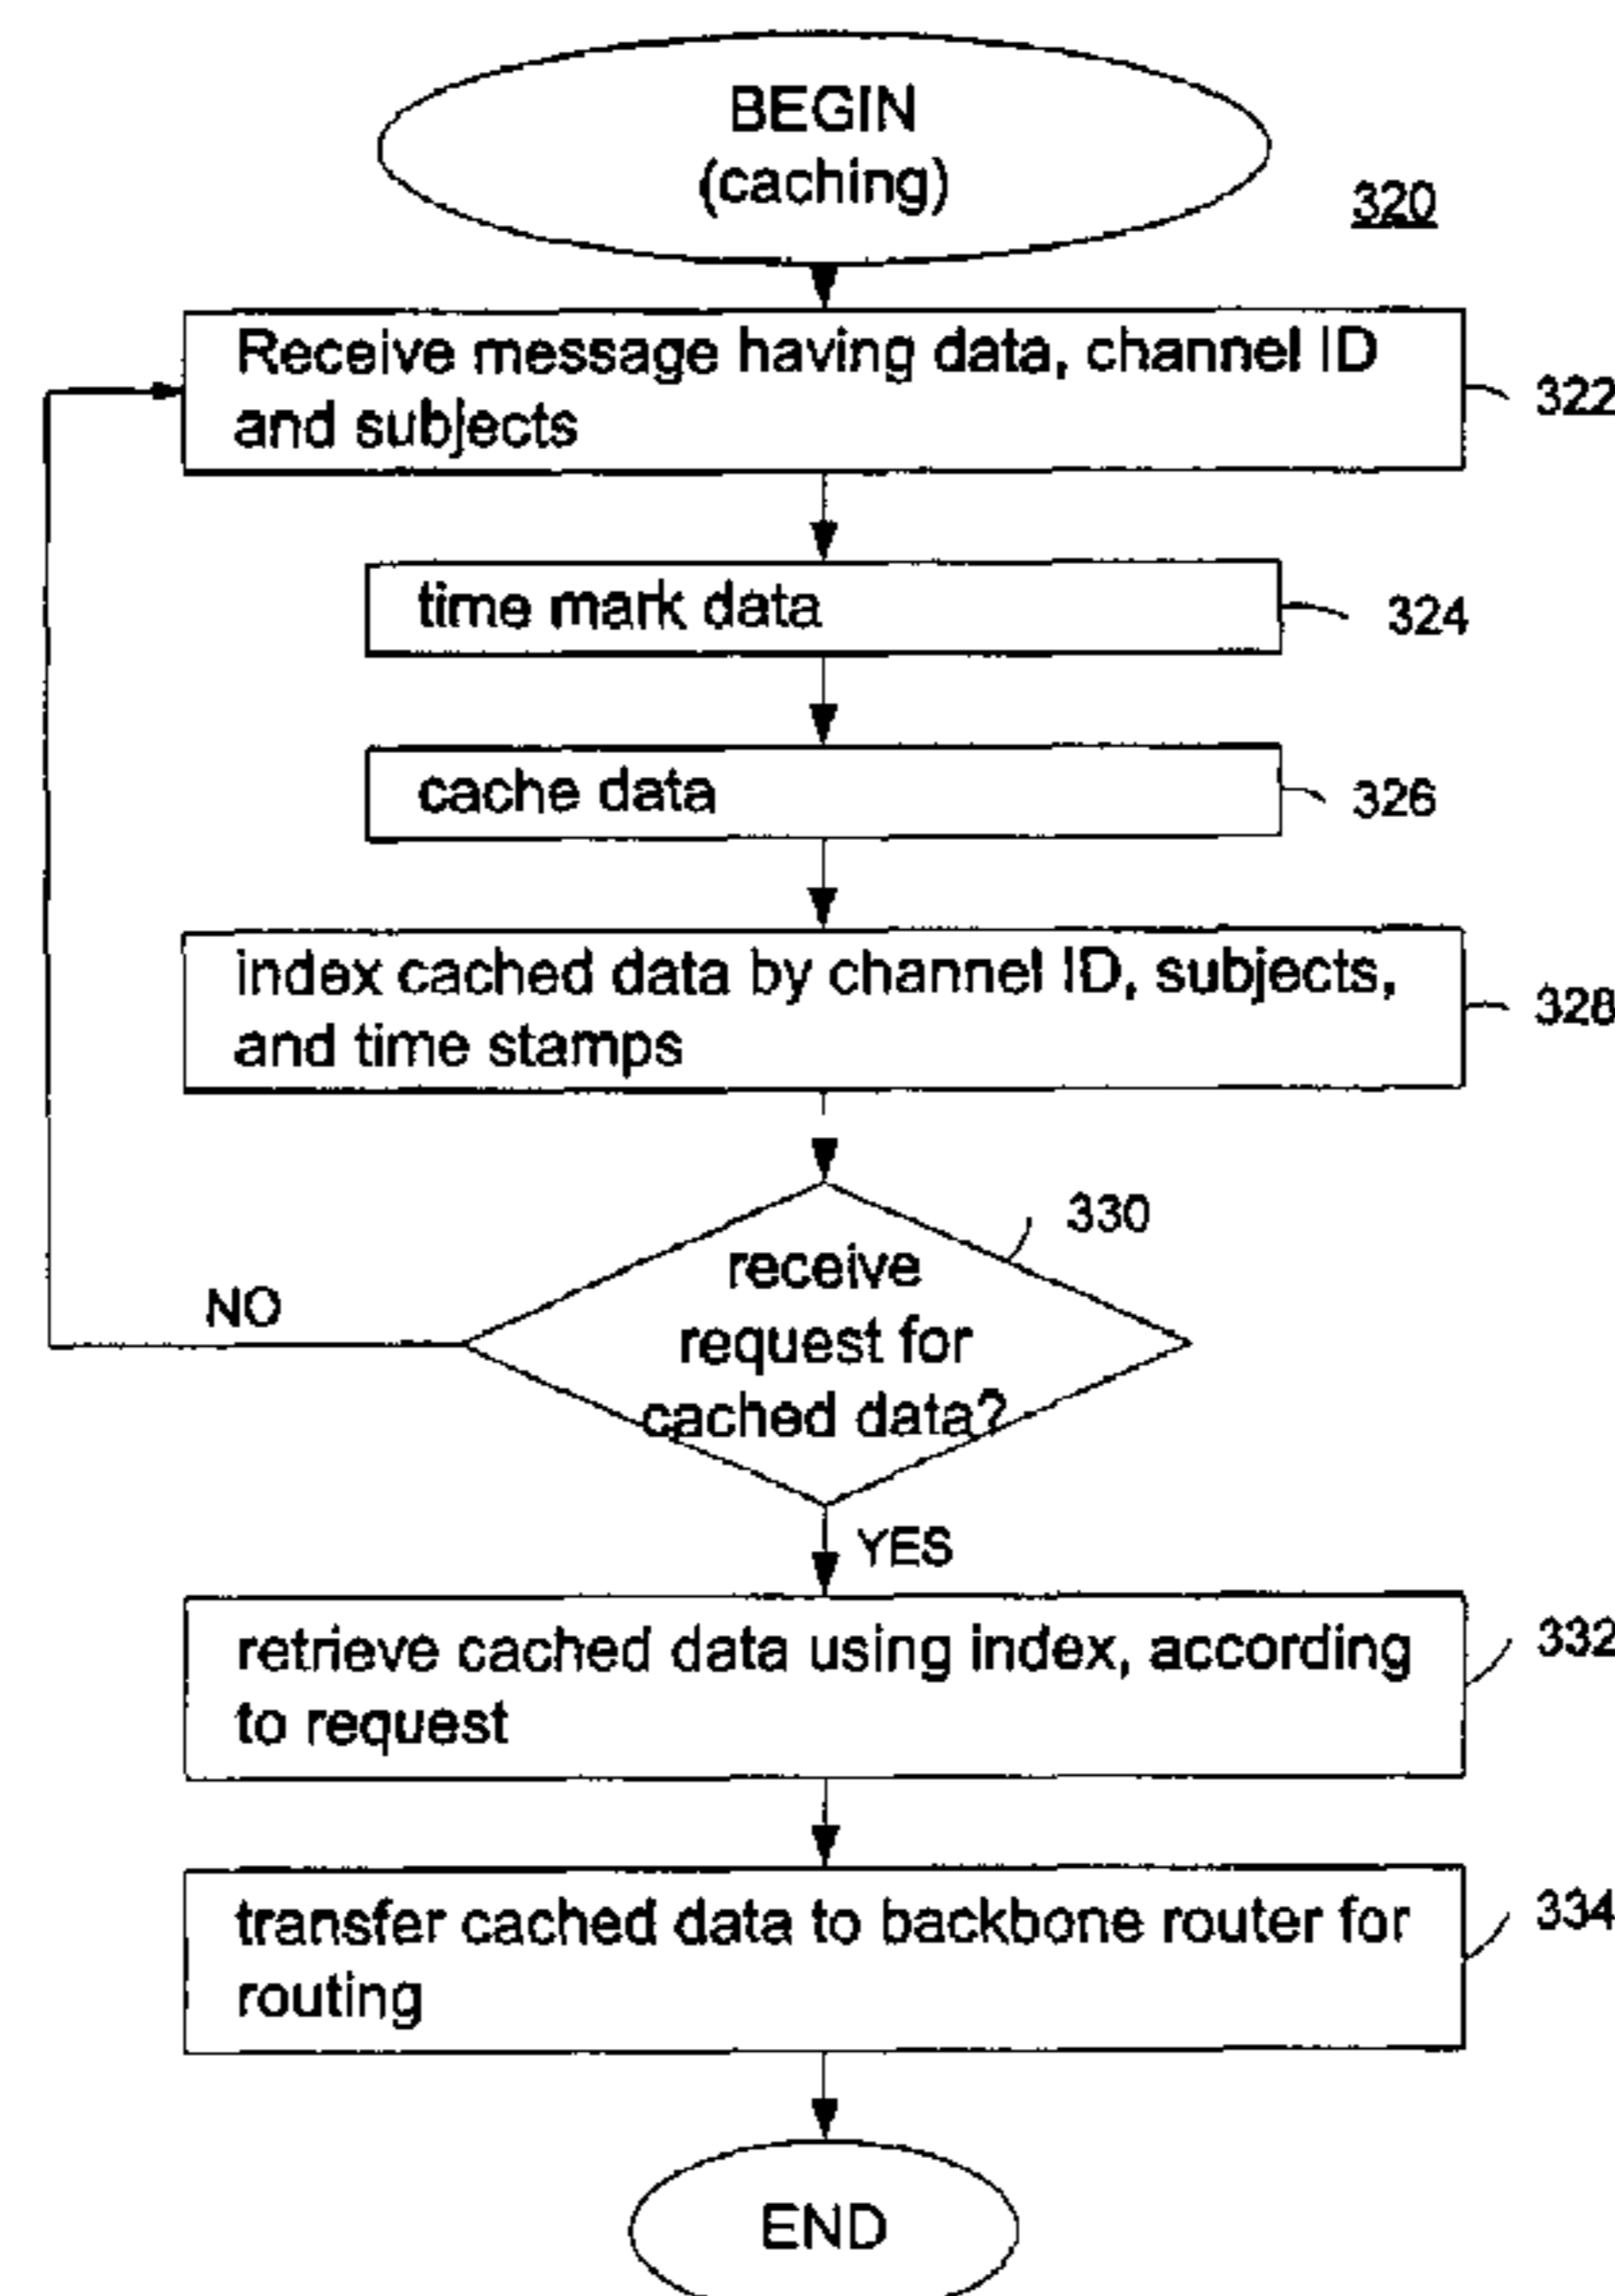 BEGIN
(caching)
320
Receive message having data, channel ID
and subjects
322
time mark data
324
cache data
326
index cached data by channel ID, subjects,
and time stamps
328
330
receive
request for
cached data?
NO
YES
retrieve cached data using index, according
to request
332
transfer cached data to backbone router for
routing
334
END